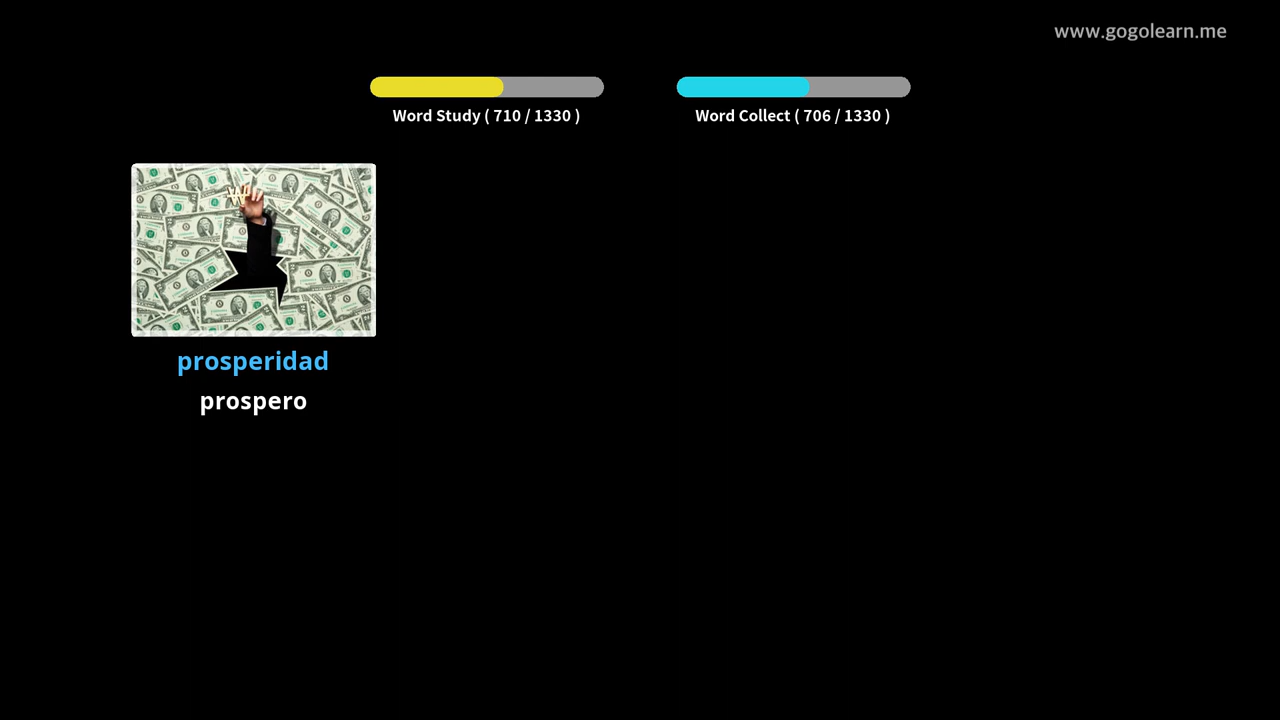 www.gogolearn.me
Word Study ( 710 / 1330 )
Word Collect ( 706 / 1330 )
₩
prosperidad
prospero